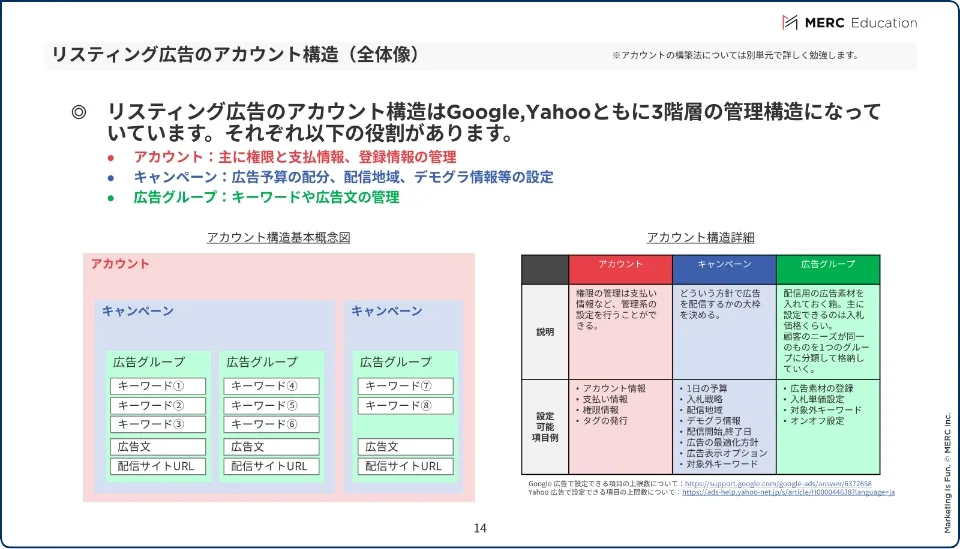 MERC Education
リスティング広告のアカウント構造（全体像）
※アカウントの構築法については別単元で詳しく勉強します。
◎ リスティング広告のアカウント構造はGoogle,Yahooともに3階層の管理構造になって
いています。それぞれ以下の役割があります。
● アカウント：主に権限と支払情報、登録情報の管理
● キャンペーン：広告予算の配分、配信地域、デモグラ情報等の設定
● 広告グループ：キーワードや広告文の管理
アカウント構造基本概念図
アカウント
キャンペーン
広告グループ
キーワード①
キーワード②
キーワード③
広告文
配信サイトURL
広告グループ
キーワード④
キーワード⑤
キーワード⑥
広告文
配信サイトURL
キャンペーン
広告グループ
キーワード⑦
キーワード⑧
広告文
配信サイトURL
アカウント構造詳細
アカウント
キャンペーン
広告グループ
説明
権限の管理は支払い
情報など、管理系の
設定を行うことがで
きる。
どういう方針で広告
を配信するかの大枠
を決める。
配信用の広告素材を
入れておく箱。主に
設定できるのは入札
価格くらい。
顧客のニーズが同一
のものを1つのグルー
プに分類して格納し
ていく。
設定
可能
項目例
・アカウント情報
・支払い情報
・権限情報
・タグの発行
・1日の予算
・入札戦略
・配信地域
・デモグラ情報
・配信開始,終了日
・広告の最適化方針
・広告表示オプション
・対象外キーワード
・広告素材の登録
・入札単価設定
・対象外キーワード
・オンオフ設定
Google 広告で設定できる項目の上限数について：https://support.google.com/google-ads/answer/6372658
Yahoo 広告で設定できる項目の上限数について：https://ads-help.yahoo-net.jp/s/article/H000044638?language=ja
14
Marketing is Fun. © MERC Inc.